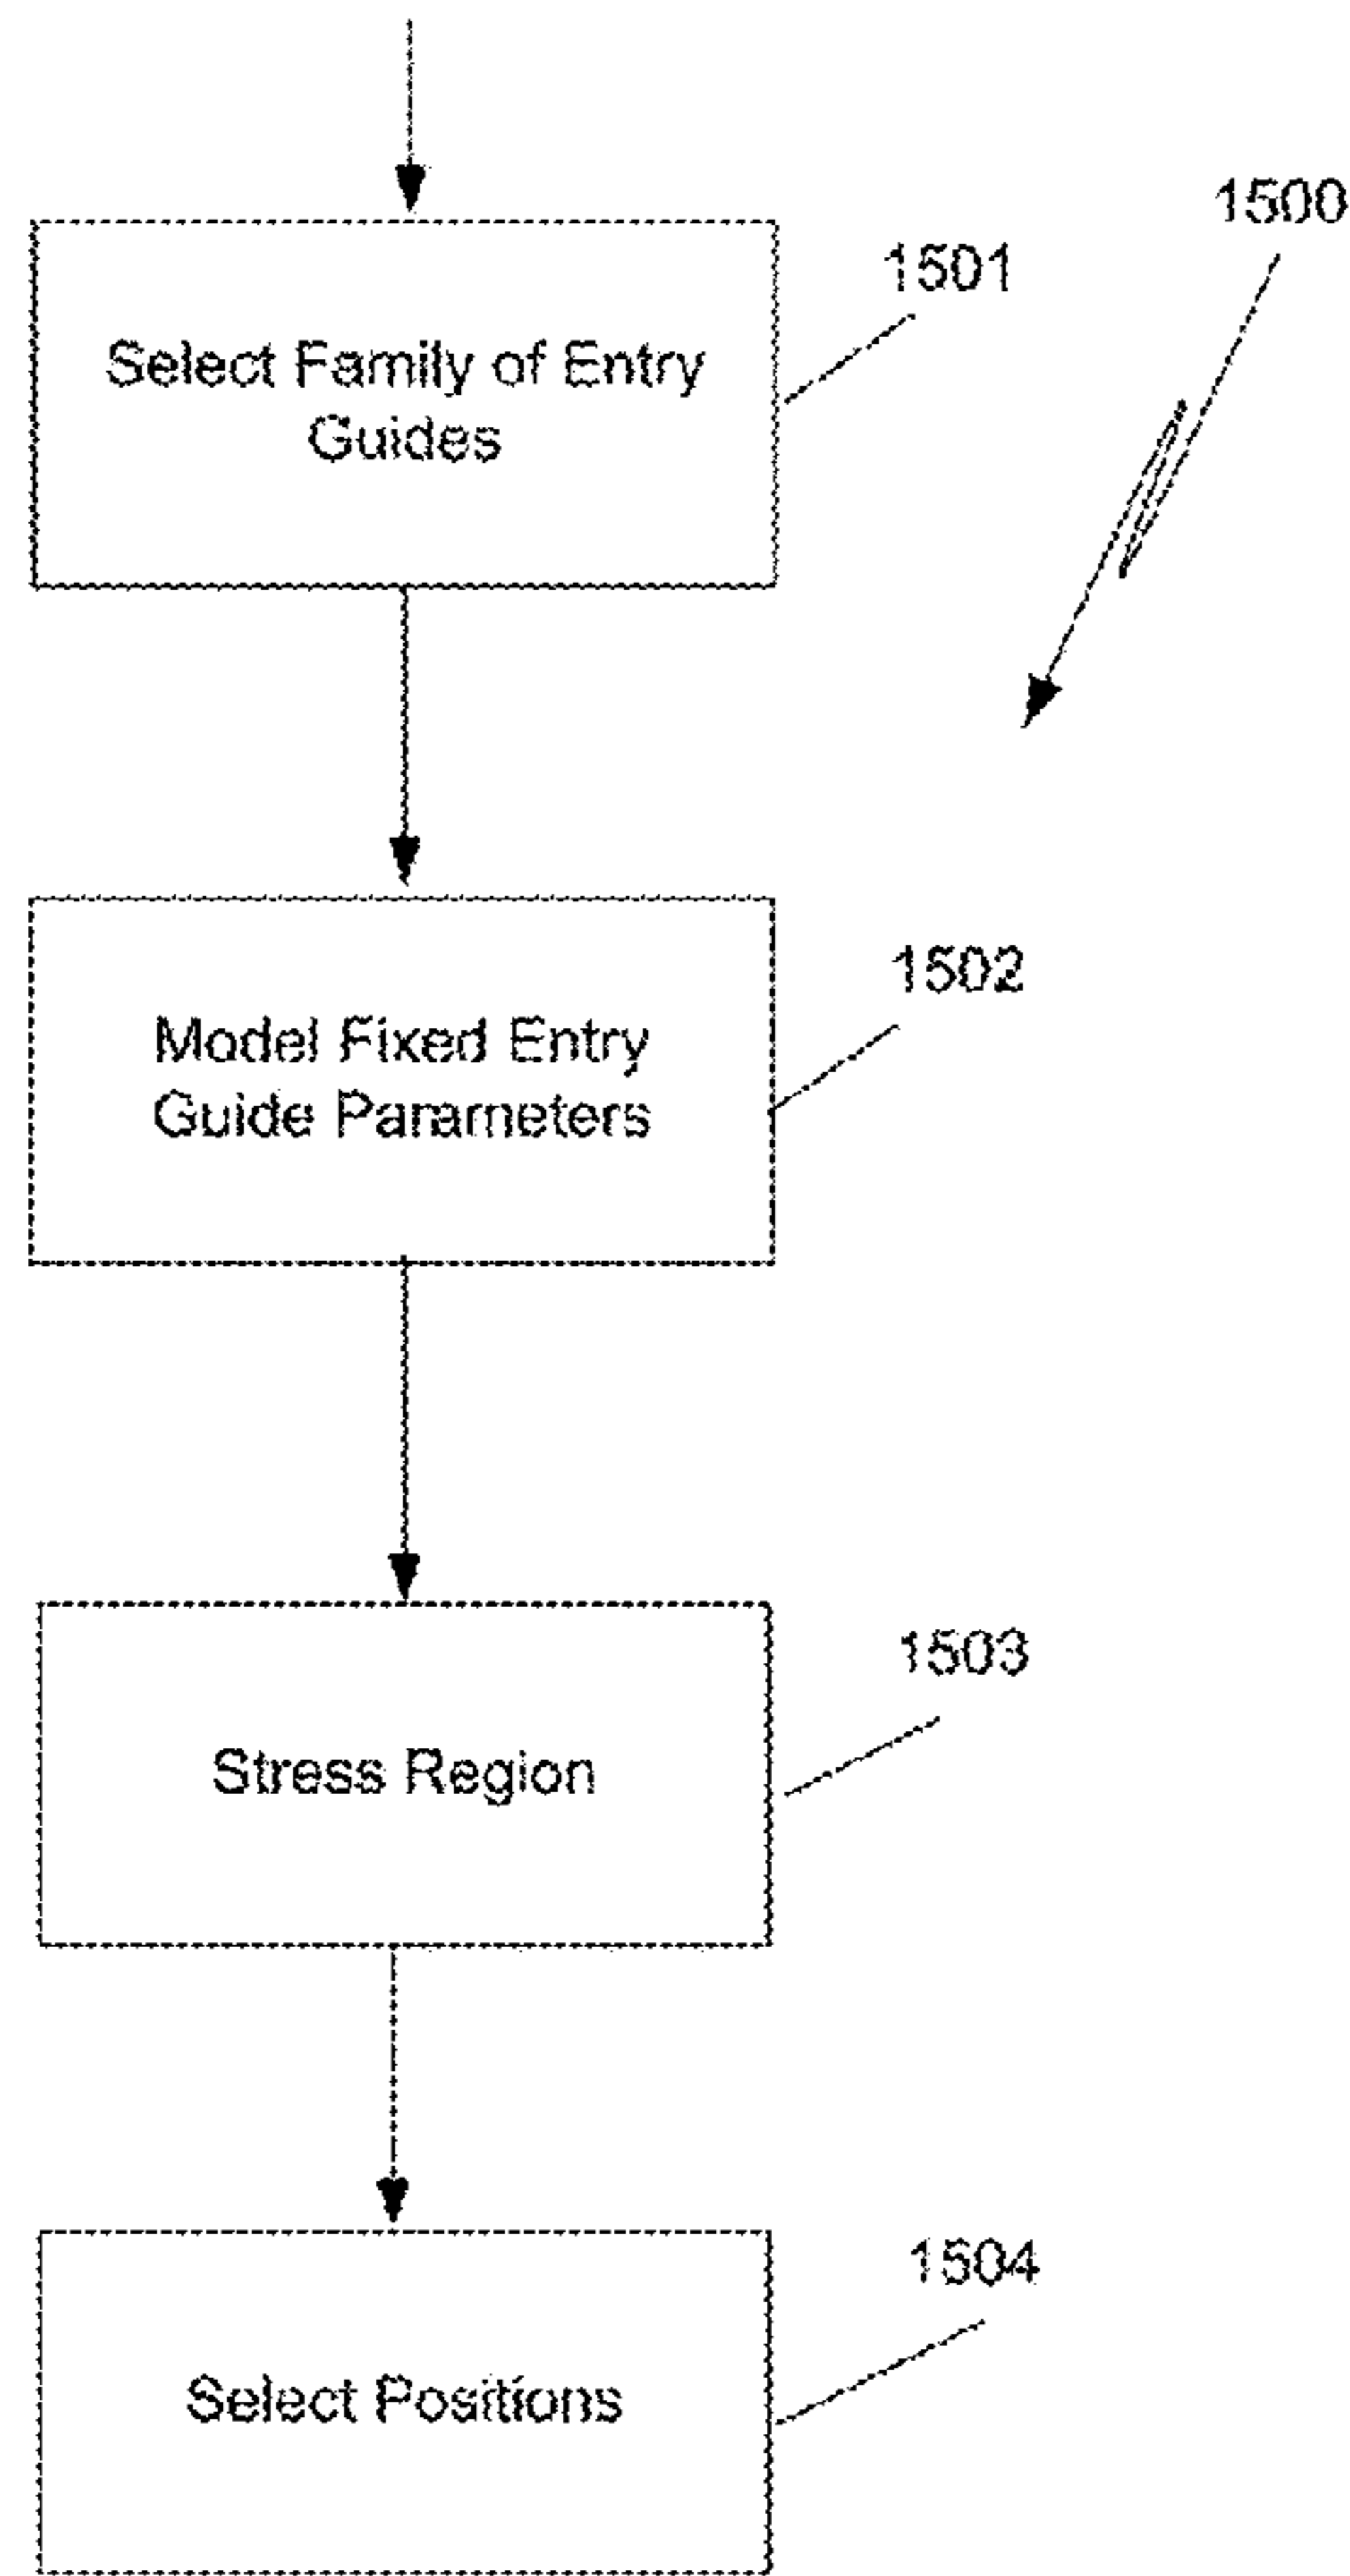 1500
1501
Select Family of Entry
Guides
1502
Model Fixed Entry
Guide Parameters
1503
Stress Region
1504
Select Positions